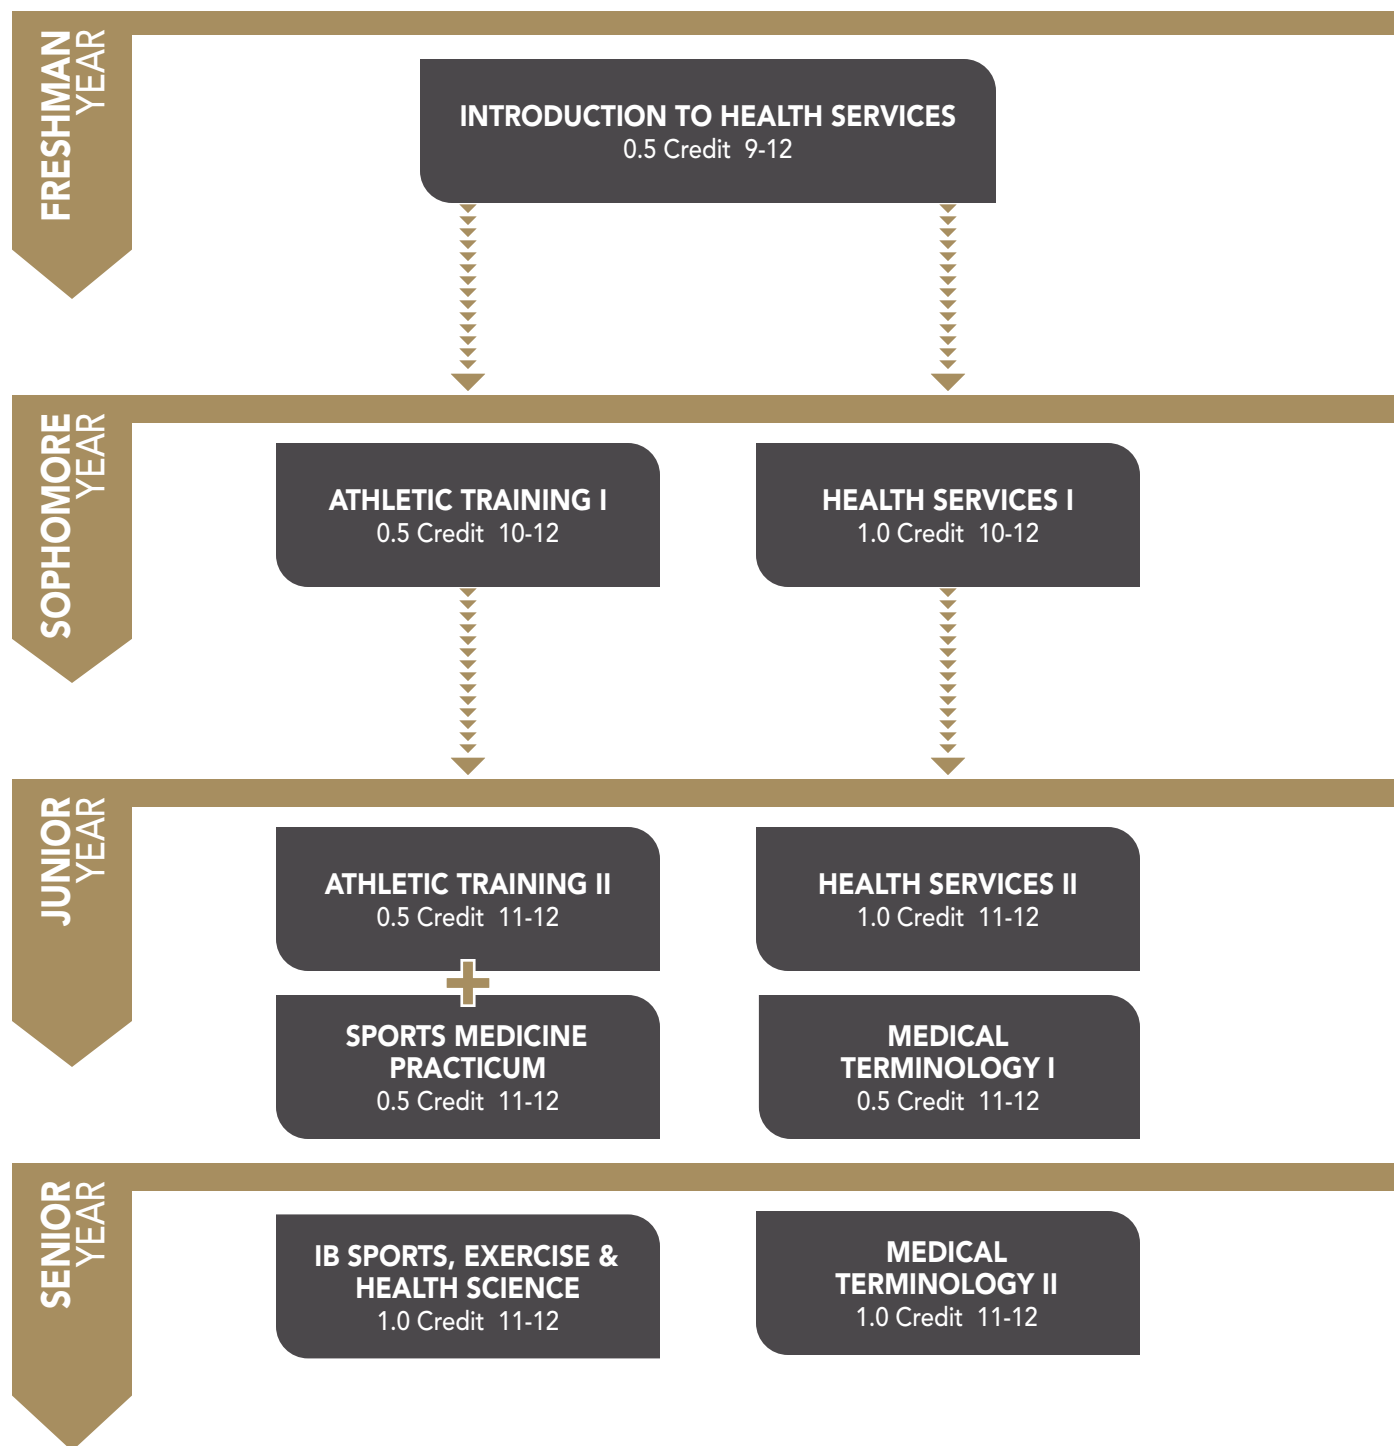 FRESHMAN
YEAR
INTRODUCTION TO HEALTH SERVICES
0.5 Credit 9-12
SOPHOMORE
YEAR
ATHLETIC TRAINING I
0.5 Credit 10-12
HEALTH SERVICES I
1.0 Credit 10-12
JUNIOR
YEAR
ATHLETIC TRAINING II
0.5 Credit 11-12
HEALTH SERVICES II
1.0 Credit 11-12
SPORTS MEDICINE
PRACTICUM
0.5 Credit 11-12
MEDICAL
TERMINOLOGY I
0.5 Credit 11-12
SENIOR
YEAR
IB SPORTS, EXERCISE &
HEALTH SCIENCE
1.0 Credit 11-12
MEDICAL
TERMINOLOGY II
1.0 Credit 11-12